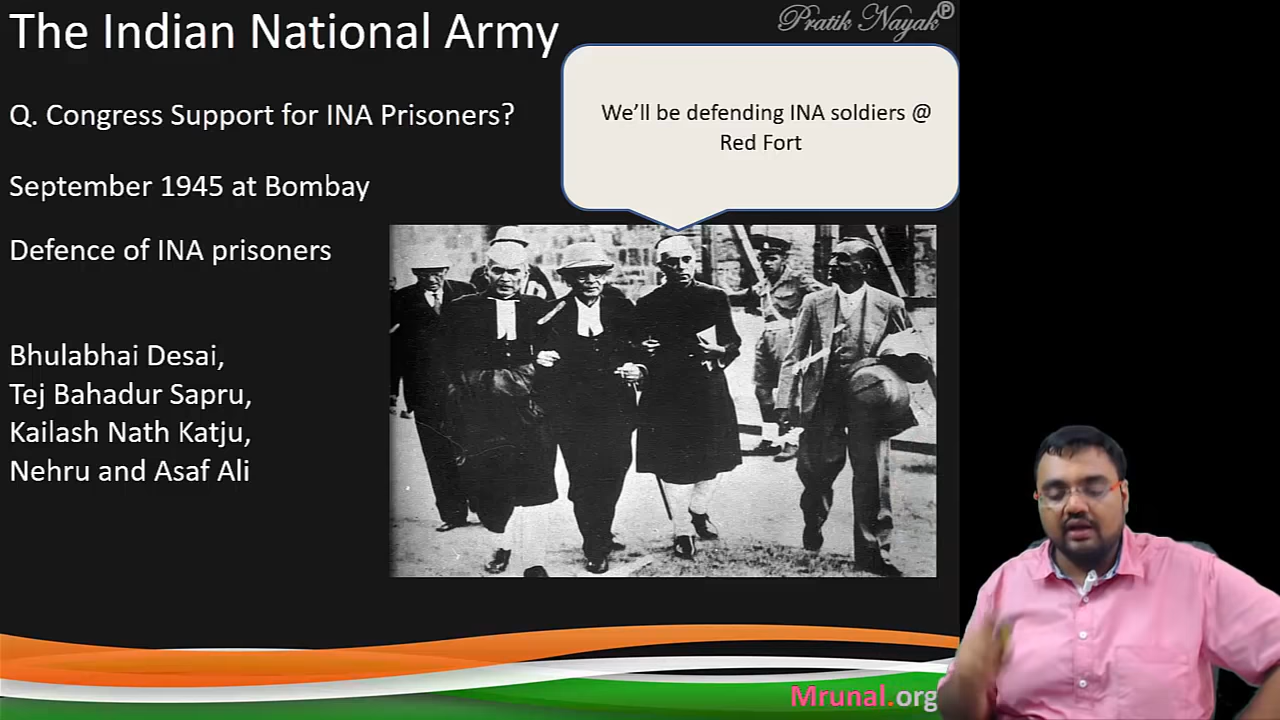 The Indian National Army
Pratik Nayak℗
We'll be defending INA soldiers @
Red Fort
Q. Congress Support for INA Prisoners?
September 1945 at Bombay
Defence of INA prisoners
Bhulabhai Desai,
Tej Bahadur Sapru,
Kailash Nath Katju,
Nehru and Asaf Ali
Mrunal.org